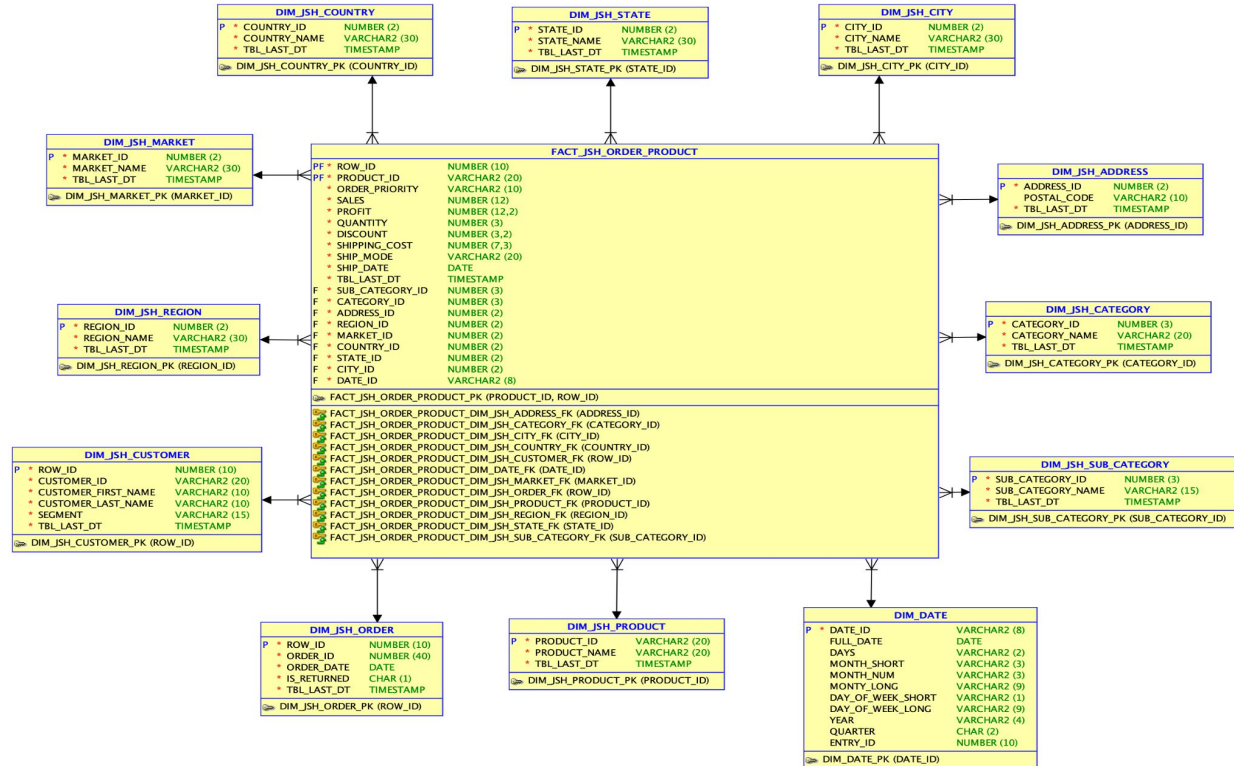 DIM_JSH_COUNTRY
P * COUNTRY_ID NUMBER (2)
* COUNTRY_NAME VARCHAR2 (30)
* TBL_LAST_DT TIMESTAMP
DIM_JSH_COUNTRY_PK (COUNTRY_ID)
DIM_JSH_STATE
P * STATE_ID NUMBER (2)
* STATE_NAME VARCHAR2 (30)
* TBL_LAST_DT TIMESTAMP
DIM_JSH_STATE_PK (STATE_ID)
DIM_JSH_CITY
P * CITY_ID NUMBER (2)
* CITY_NAME VARCHAR2 (30)
* TBL_LAST_DT TIMESTAMP
DIM_JSH_CITY_PK (CITY_ID)
DIM_JSH_MARKET
P * MARKET_ID NUMBER (2)
* MARKET_NAME VARCHAR2 (30)
* TBL_LAST_DT TIMESTAMP
DIM_JSH_MARKET_PK (MARKET_ID)
FACT_JSH_ORDER_PRODUCT
PF * ROW_ID NUMBER (10)
PF * PRODUCT_ID VARCHAR2 (20)
* ORDER_PRIORITY VARCHAR2 (10)
* SALES NUMBER (12)
* PROFIT NUMBER (12,2)
* QUANTITY NUMBER (3)
* DISCOUNT NUMBER (3,2)
* SHIPPING_COST NUMBER (7,3)
* SHIP_MODE VARCHAR2 (20)
* SHIP_DATE DATE
* TBL_LAST_DT TIMESTAMP
F * SUB_CATEGORY_ID NUMBER (3)
F * CATEGORY_ID NUMBER (3)
F * ADDRESS_ID NUMBER (2)
F * REGION_ID NUMBER (2)
F * MARKET_ID NUMBER (2)
F * COUNTRY_ID NUMBER (2)
F * STATE_ID NUMBER (2)
F * CITY_ID NUMBER (2)
F * DATE_ID VARCHAR2 (8)
FACT_JSH_ORDER_PRODUCT_PK (PRODUCT_ID, ROW_ID)
FACT_JSH_ORDER_PRODUCT_DIM_JSH_ADDRESS_FK (ADDRESS_ID)
FACT_JSH_ORDER_PRODUCT_DIM_JSH_CATEGORY_FK (CATEGORY_ID)
FACT_JSH_ORDER_PRODUCT_DIM_JSH_CITY_FK (CITY_ID)
FACT_JSH_ORDER_PRODUCT_DIM_JSH_COUNTRY_FK (COUNTRY_ID)
FACT_JSH_ORDER_PRODUCT_DIM_JSH_CUSTOMER_FK (ROW_ID)
FACT_JSH_ORDER_PRODUCT_DIM_DATE_FK (DATE_ID)
FACT_JSH_ORDER_PRODUCT_DIM_JSH_MARKET_FK (MARKET_ID)
FACT_JSH_ORDER_PRODUCT_DIM_JSH_ORDER_FK (ROW_ID)
FACT_JSH_ORDER_PRODUCT_DIM_JSH_PRODUCT_FK (PRODUCT_ID)
FACT_JSH_ORDER_PRODUCT_DIM_JSH_REGION_FK (REGION_ID)
FACT_JSH_ORDER_PRODUCT_DIM_JSH_STATE_FK (STATE_ID)
FACT_JSH_ORDER_PRODUCT_DIM_JSH_SUB_CATEGORY_FK (SUB_CATEGORY_ID)
DIM_JSH_ADDRESS
P * ADDRESS_ID NUMBER (2)
POSTAL_CODE VARCHAR2 (10)
* TBL_LAST_DT TIMESTAMP
DIM_JSH_ADDRESS_PK (ADDRESS_ID)
DIM_JSH_REGION
P * REGION_ID NUMBER (2)
* REGION_NAME VARCHAR2 (30)
* TBL_LAST_DT TIMESTAMP
DIM_JSH_REGION_PK (REGION_ID)
DIM_JSH_CATEGORY
P * CATEGORY_ID NUMBER (3)
* CATEGORY_NAME VARCHAR2 (20)
* TBL_LAST_DT TIMESTAMP
DIM_JSH_CATEGORY_PK (CATEGORY_ID)
DIM_JSH_CUSTOMER
P * ROW_ID NUMBER (10)
* CUSTOMER_ID VARCHAR2 (20)
* CUSTOMER_FIRST_NAME VARCHAR2 (10)
* CUSTOMER_LAST_NAME VARCHAR2 (10)
* SEGMENT VARCHAR2 (15)
* TBL_LAST_DT TIMESTAMP
DIM_JSH_CUSTOMER_PK (ROW_ID)
DIM_JSH_SUB_CATEGORY
P * SUB_CATEGORY_ID NUMBER (3)
* SUB_CATEGORY_NAME VARCHAR2 (15)
* TBL_LAST_DT TIMESTAMP
DIM_JSH_SUB_CATEGORY_PK (SUB_CATEGORY_ID)
DIM_JSH_ORDER
P * ROW_ID NUMBER (10)
* ORDER_ID NUMBER (40)
* ORDER_DATE DATE
* IS_RETURNED CHAR (1)
* TBL_LAST_DT TIMESTAMP
DIM_JSH_ORDER_PK (ROW_ID)
DIM_JSH_PRODUCT
P * PRODUCT_ID VARCHAR2 (20)
* PRODUCT_NAME VARCHAR2 (20)
* TBL_LAST_DT TIMESTAMP
DIM_JSH_PRODUCT_PK (PRODUCT_ID)
DIM_DATE
P * DATE_ID VARCHAR2 (8)
FULL_DATE DATE
DAYS VARCHAR2 (2)
MONTH_SHORT VARCHAR2 (3)
MONTH_NUM VARCHAR2 (3)
MONTY_LONG VARCHAR2 (9)
DAY_OF_WEEK_SHORT VARCHAR2 (1)
DAY_OF_WEEK_LONG VARCHAR2 (9)
YEAR VARCHAR2 (4)
QUARTER CHAR (2)
ENTRY_ID NUMBER (10)
DIM_DATE_PK (DATE_ID)